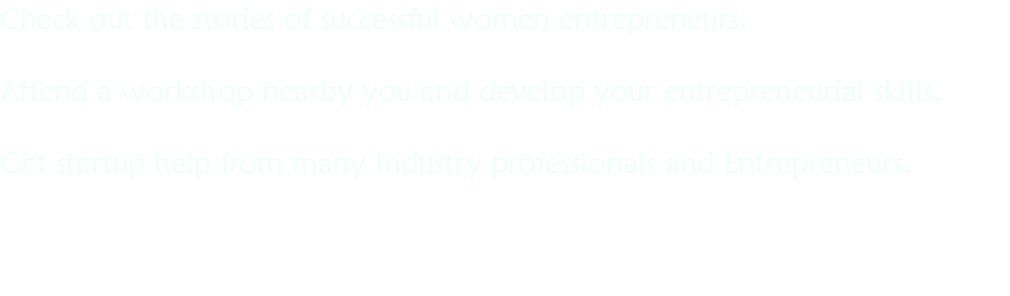 Check out the stories of successful women entrepreneurs.
Attend a workshop nearby you and develop your entrepreneurial skills.
Get startup help from many Industry professionals and Entrepreneurs.